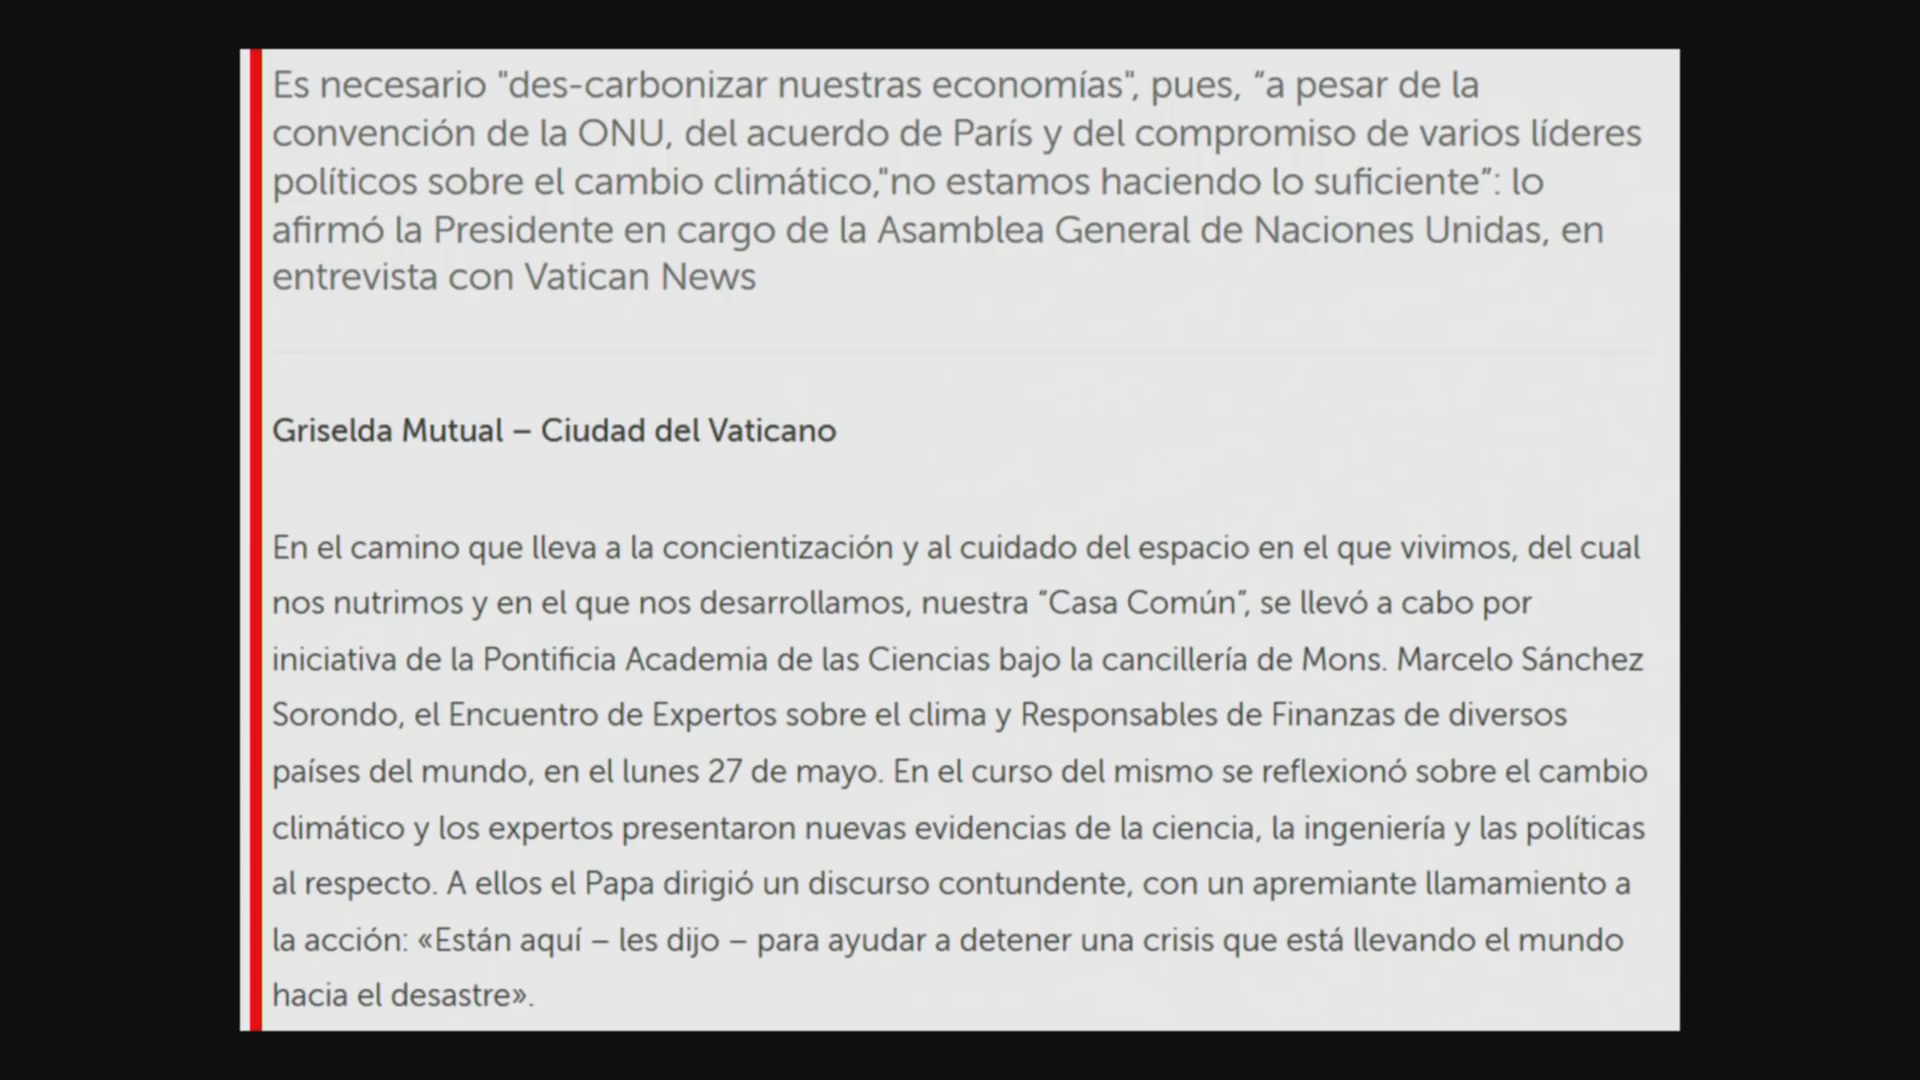 Es necesario "des-carbonizar nuestras economías", pues, “a pesar de la
convención de la ONU, del acuerdo de París y del compromiso de varios líderes
políticos sobre el cambio climático,"no estamos haciendo lo suficiente”: lo
afirmó la Presidente en cargo de la Asamblea General de Naciones Unidas, en
entrevista con Vatican News
Griselda Mutual – Ciudad del Vaticano
En el camino que lleva a la concientización y al cuidado del espacio en el que vivimos, del cual
nos nutrimos y en el que nos desarrollamos, nuestra “Casa Común”, se llevó a cabo por
iniciativa de la Pontificia Academia de las Ciencias bajo la cancillería de Mons. Marcelo Sánchez
Sorondo, el Encuentro de Expertos sobre el clima y Responsables de Finanzas de diversos
países del mundo, en el lunes 27 de mayo. En el curso del mismo se reflexionó sobre el cambio
climático y los expertos presentaron nuevas evidencias de la ciencia, la ingeniería y las políticas
al respecto. A ellos el Papa dirigió un discurso contundente, con un apremiante llamamiento a
la acción: «Están aquí – les dijo – para ayudar a detener una crisis que está llevando el mundo
hacia el desastre».